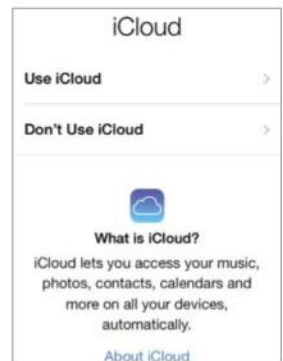 iCloud
Use iCloud
Don't Use iCloud
What is iCloud?
iCloud lets you access your music,
photos, contacts, calendars and
more on all your devices,
automatically.
About iCloud